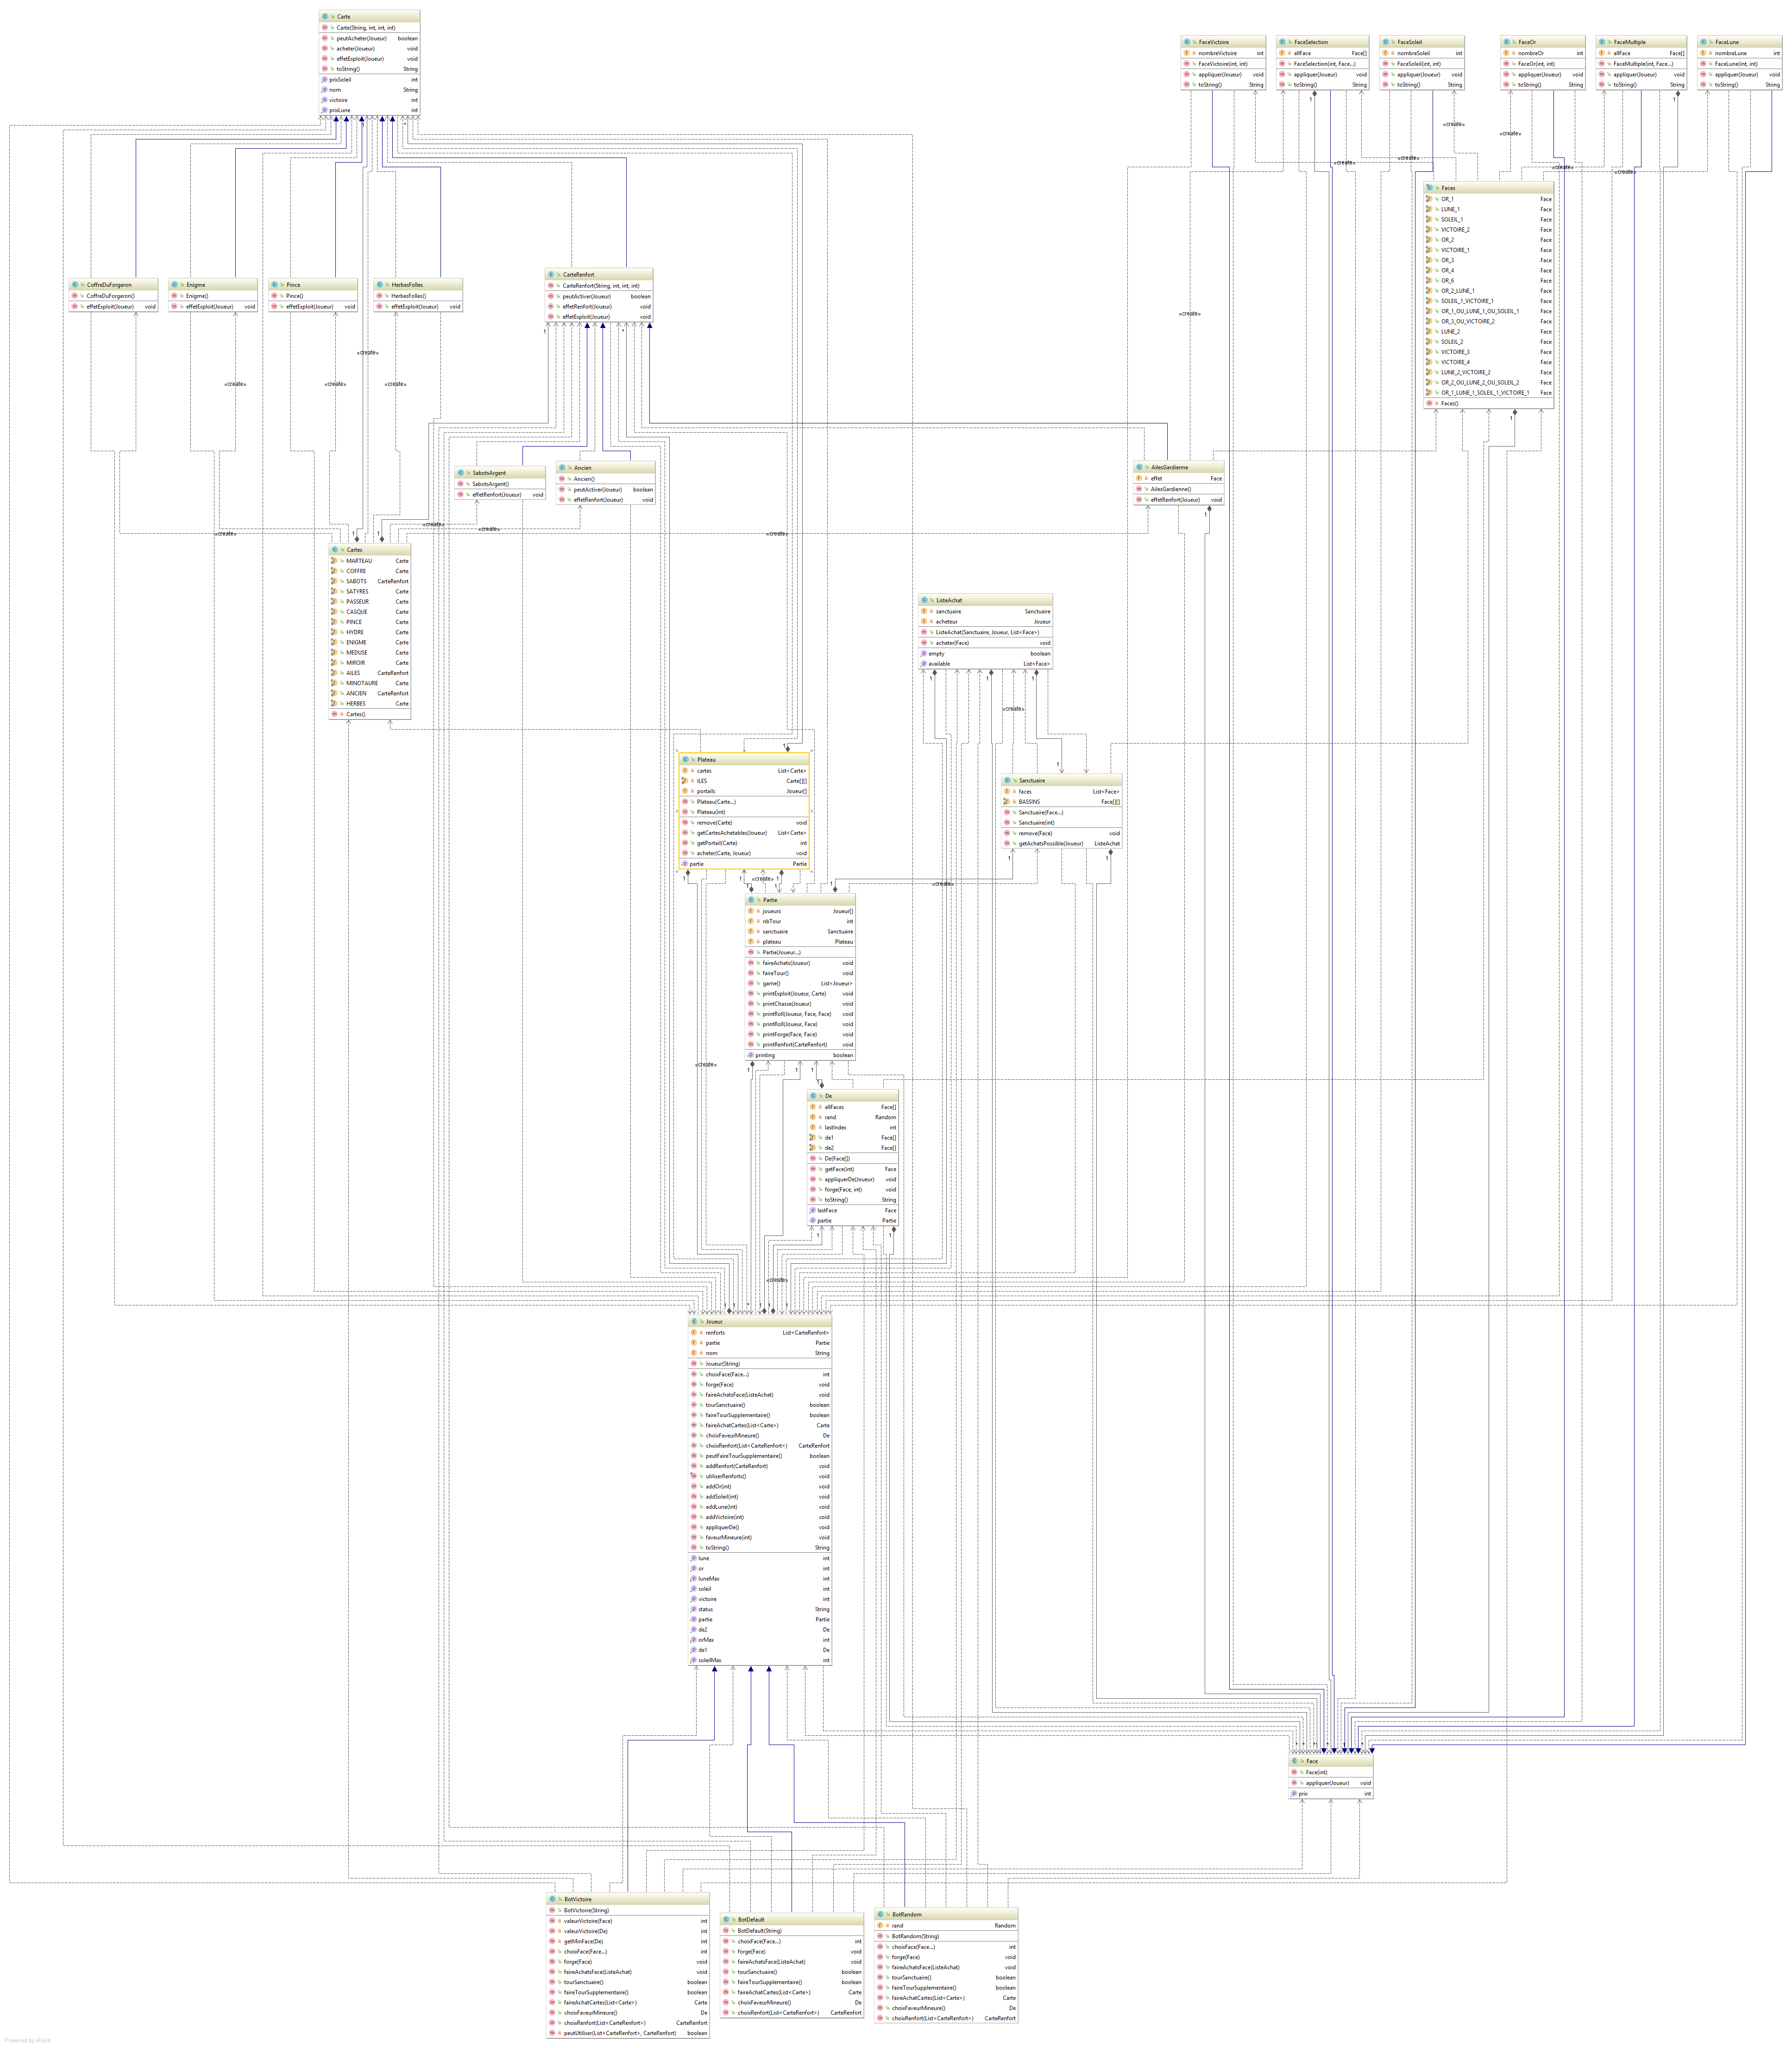 Carte
Carte(String, int, int, int)
peutAcheter(Joueur) boolean
acheter(Joueur) void
effetExploit(Joueur) void
toString() String
prixSoleil int
nom String
victoire int
prixLune int
FaceVictoire
nombreVictoire int
FaceVictoire(int, int)
appliquer(Joueur) void
toString() String
FaceSelection
allFace Face[]
FaceSelection(int, Face...)
appliquer(Joueur) void
toString() String
FaceSoleil
nombreSoleil int
FaceSoleil(int, int)
appliquer(Joueur) void
toString() String
FaceOr
nombreOr int
FaceOr(int, int)
appliquer(Joueur) void
toString() String
FaceMultiple
allFace Face[]
FaceMultiple(int, Face...)
appliquer(Joueur) void
toString() String
FaceLune
nombreLune int
FaceLune(int, int)
appliquer(Joueur) void
toString() String
«create»
«create»
«create»
«create»
«create»
«create»
Faces
OR_1 Face
LUNE_1 Face
SOLEIL_1 Face
VICTOIRE_2 Face
OR_2 Face
VICTOIRE_1 Face
OR_3 Face
OR_4 Face
OR_6 Face
OR_2_LUNE_1 Face
SOLEIL_1_VICTOIRE_1 Face
OR_1_OU_LUNE_1_OU_SOLEIL_1 Face
OR_3_OU_VICTOIRE_2 Face
LUNE_2 Face
SOLEIL_2 Face
VICTOIRE_3 Face
VICTOIRE_4 Face
LUNE_2_VICTOIRE_2 Face
OR_2_OU_LUNE_2_OU_SOLEIL_2 Face
OR_1_LUNE_1_SOLEIL_1_VICTOIRE_1 Face
Faces()
CoffreDuForgeron
CoffreDuForgeron()
effetExploit(Joueur) void
Enigme
Enigme()
effetExploit(Joueur) void
Pince
Pince()
effetExploit(Joueur) void
HerbesFolles
HerbesFolles()
effetExploit(Joueur) void
CarteRenfort
CarteRenfort(String, int, int, int)
peutActiver(Joueur) boolean
effetRenfort(Joueur) void
effetExploit(Joueur) void
«create»
«create»
«create»
«create»
«create»
SabotsArgent
SabotsArgent()
effetRenfort(Joueur) void
Ancien
Ancien()
peutActiver(Joueur) boolean
effetRenfort(Joueur) void
AilesGardienne
effet Face
AilesGardienne()
effetRenfort(Joueur) void
«create»
«create»
«create»
«create»
Cartes
MARTEAU Carte
COFFRE Carte
SABOTS CarteRenfort
SATYRES Carte
PASSEUR Carte
CASQUE Carte
PINCE Carte
HYDRE Carte
ENIGME Carte
MEDUSE Carte
MIROIR Carte
AILES CarteRenfort
MINOTAURE Carte
ANCIEN CarteRenfort
HERBES Carte
Cartes()
ListeAchat
sanctuaire Sanctuaire
acheteur Joueur
ListeAchat(Sanctuaire, Joueur, List<Face>)
acheter(Face) void
empty boolean
available List<Face>
«create»
Plateau
cartes List<Carte>
ILES Carte[][]
portails Joueur[]
Plateau(Carte...)
Plateau(int)
remove(Carte) void
getCartesAchetables(Joueur) List<Carte>
getPortail(Carte) int
acheter(Carte, Joueur) void
partie Partie
Sanctuaire
faces List<Face>
BASSINS Face[][]
Sanctuaire(Face...)
Sanctuaire(int)
remove(Face) void
getAchatsPossible(Joueur) ListeAchat
«create»
«create»
Partie
joueurs Joueur[]
nbTour int
sanctuaire Sanctuaire
plateau Plateau
Partie(Joueur...)
faireAchats(Joueur) void
faireTour() void
game() List<Joueur>
printExploit(Joueur, Carte) void
printChasse(Joueur) void
printRoll(Joueur, Face, Face) void
printRoll(Joueur, Face) void
printForge(Face, Face) void
printRenfort(CarteRenfort) void
printing boolean
«create»
De
allFaces Face[]
rand Random
lastIndex int
de1 Face[]
de2 Face[]
De(Face[])
getFace(int) Face
appliquerDe(Joueur) void
forge(Face, int) void
toString() String
lastFace Face
partie Partie
«create»
Joueur
renforts List<CarteRenfort>
partie Partie
nom String
Joueur(String)
choixFace(Face...) int
forge(Face) void
faireAchatsFace(ListeAchat) void
tourSanctuaire() boolean
faireTourSupplementaire() boolean
faireAchatCartes(List<Carte>) Carte
choixFaveurMineure() De
choixRenfort(List<CarteRenfort>) CarteRenfort
peutFaireTourSupplementaire() boolean
addRenfort(CarteRenfort) void
utiliserRenforts() void
addOr(int) void
addSoleil(int) void
addLune(int) void
addVictoire(int) void
appliquerDe() void
faveurMineure(int) void
toString() String
lune int
or int
luneMax int
soleil int
victoire int
status String
partie Partie
de2 De
orMax int
de1 De
soleilMax int
Face
Face(int)
appliquer(Joueur) void
prix int
BotVictoire
BotVictoire(String)
valeurVictoire(Face) int
valeurVictoire(De) int
getMinFace(De) int
choixFace(Face...) int
forge(Face) void
faireAchatsFace(ListeAchat) void
tourSanctuaire() boolean
faireTourSupplementaire() boolean
faireAchatCartes(List<Carte>) Carte
choixFaveurMineure() De
choixRenfort(List<CarteRenfort>) CarteRenfort
peutUtiliser(List<CarteRenfort>, CarteRenfort) boolean
BotDefault
BotDefault(String)
choixFace(Face...) int
forge(Face) void
faireAchatsFace(ListeAchat) void
tourSanctuaire() boolean
faireTourSupplementaire() boolean
faireAchatCartes(List<Carte>) Carte
choixFaveurMineure() De
choixRenfort(List<CarteRenfort>) CarteRenfort
BotRandom
rand Random
BotRandom(String)
choixFace(Face...) int
forge(Face) void
faireAchatsFace(ListeAchat) void
tourSanctuaire() boolean
faireTourSupplementaire() boolean
faireAchatCartes(List<Carte>) Carte
choixFaveurMineure() De
choixRenfort(List<CarteRenfort>) CarteRenfort
Powered by yFiles